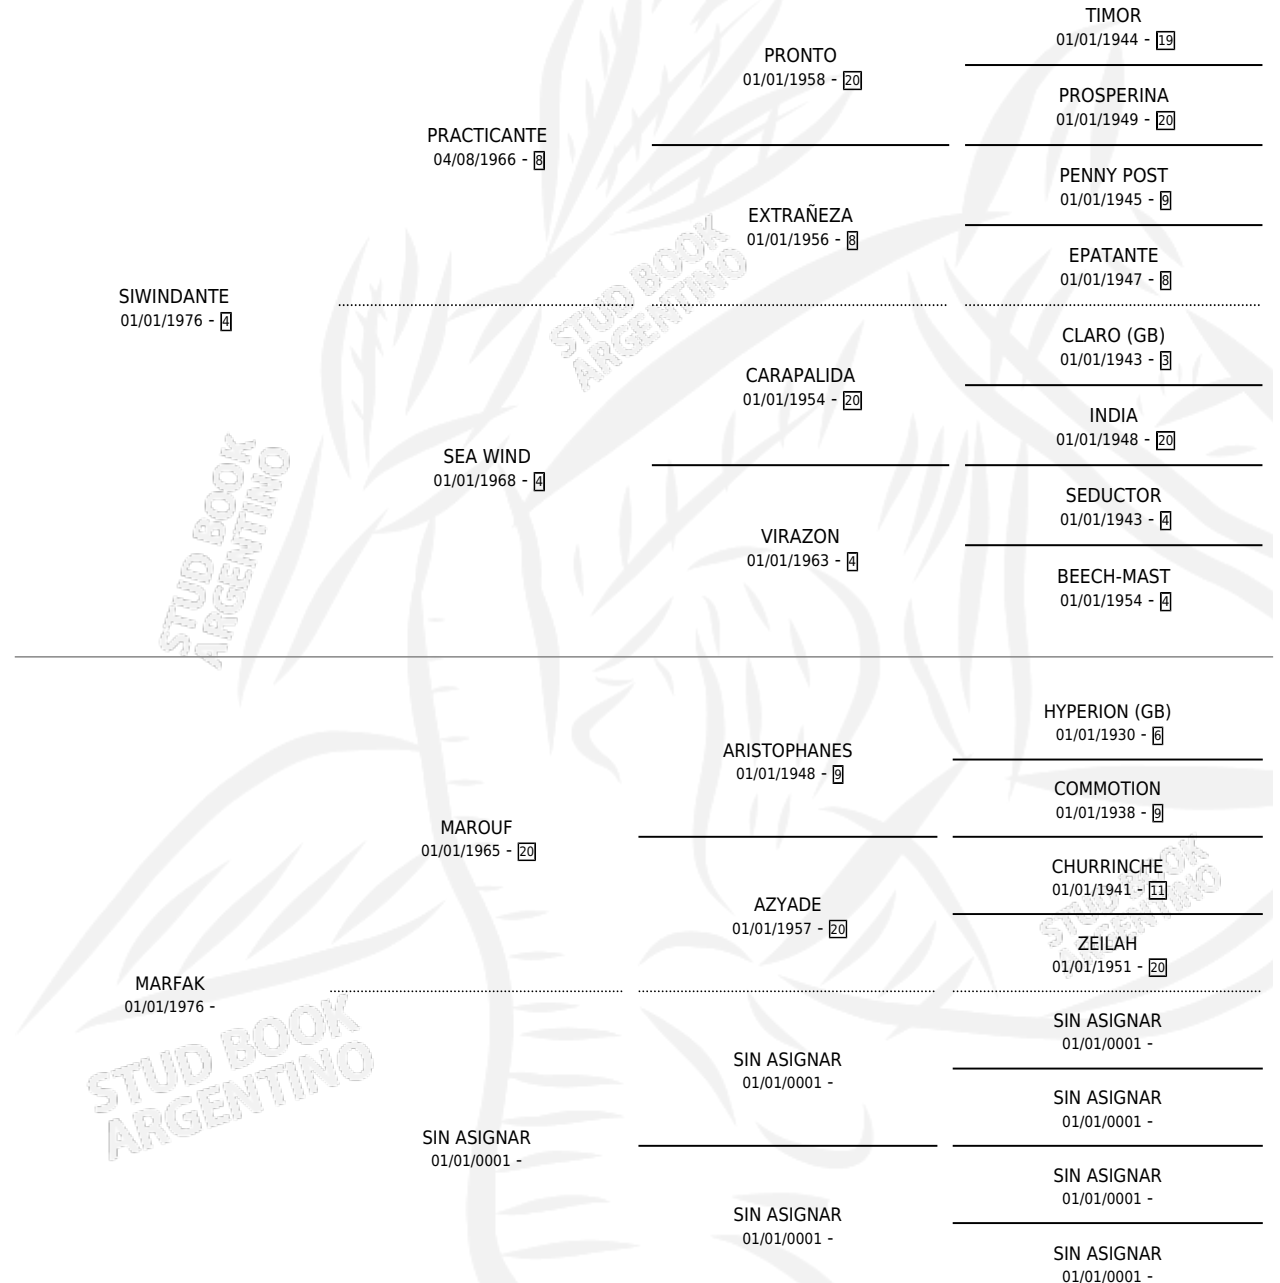 TIMOR
01/01/1944 - 19
PRONTO
01/01/1958 - 20
PROSPERINA
01/01/1949 - 20
PRACTICANTE
04/08/1966 - 8
PENNY POST
01/01/1945 - 9
EXTRAÑEZA
01/01/1956 - 8
EPATANTE
01/01/1947 - 8
SIWINDANTE
01/01/1976 - 4
CLARO (GB)
01/01/1943 - 3
CARAPALIDA
01/01/1954 - 20
INDIA
01/01/1948 - 20
SEA WIND
01/01/1968 - 4
SEDUCTOR
01/01/1943 - 4
VIRAZON
01/01/1963 - 4
BEECH-MAST
01/01/1954 - 4
HYPERION (GB)
01/01/1930 - 6
ARISTOPHANES
01/01/1948 - 9
COMMOTION
01/01/1938 - 9
MAROUF
01/01/1965 - 20
CHURRINCHE
01/01/1941 - 11
AZYADE
01/01/1957 - 20
ZEILAH
01/01/1951 - 20
MARFAK
01/01/1976 -
SIN ASIGNAR
01/01/0001 -
SIN ASIGNAR
01/01/0001 -
SIN ASIGNAR
01/01/0001 -
SIN ASIGNAR
01/01/0001 -
SIN ASIGNAR
01/01/0001 -
SIN ASIGNAR
01/01/0001 -
SIN ASIGNAR
01/01/0001 -
STUD BOOK
ARGENTINO
STUD BOOK
ARGENTINO
STUD BOOK
ARGENTINO
STUD BOOK
ARGENTINO